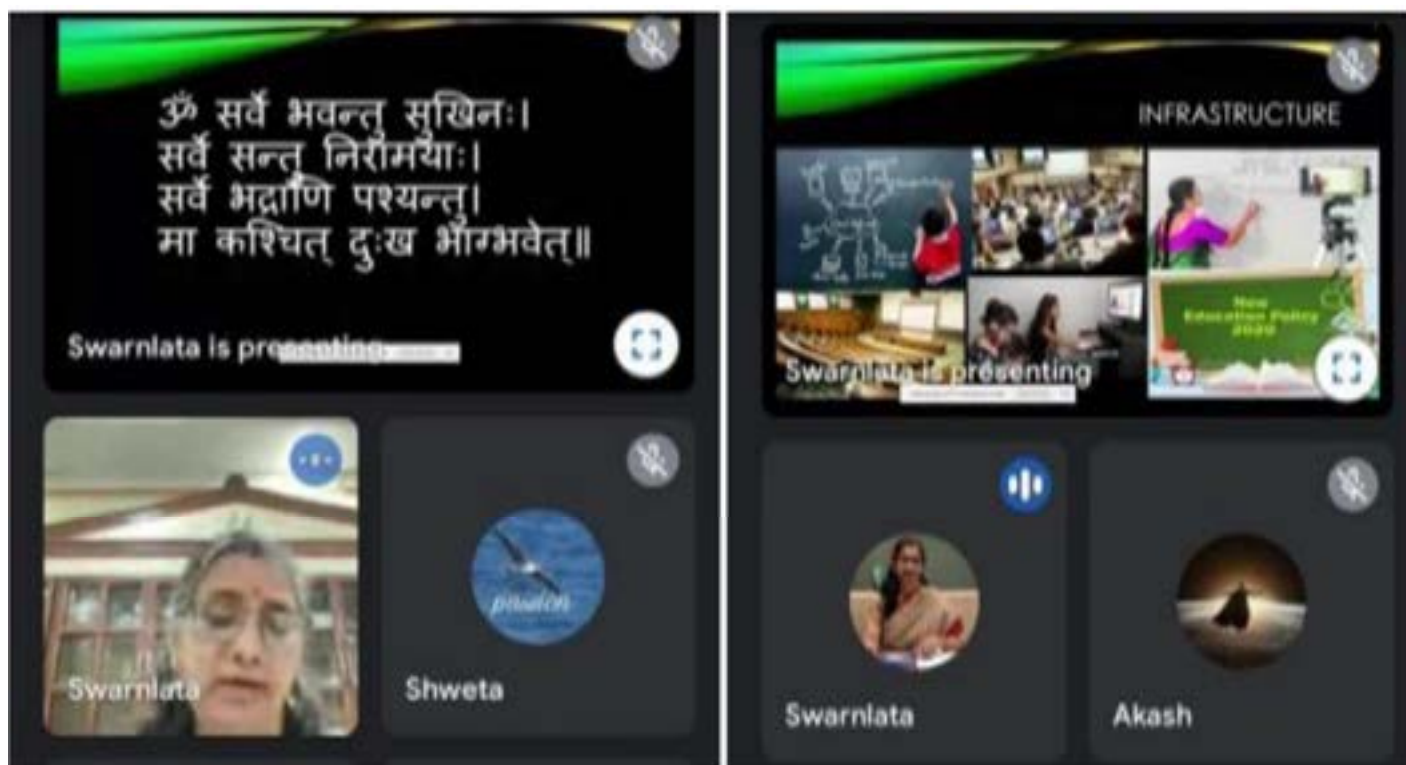 ॐ सर्वे भवन्तु सुखिनः।
सर्वे सन्तु निरामयाः।
सर्वे भद्राणि पश्यन्तु।
मा कश्चित् दुःख भाग्भवेत्॥
Swarnlata is presenting
Swarnlata
Shweta
INFRASTRUCTURE
New
Education Policy
2020
Swarnlata is presenting
Swarnlata
Akash